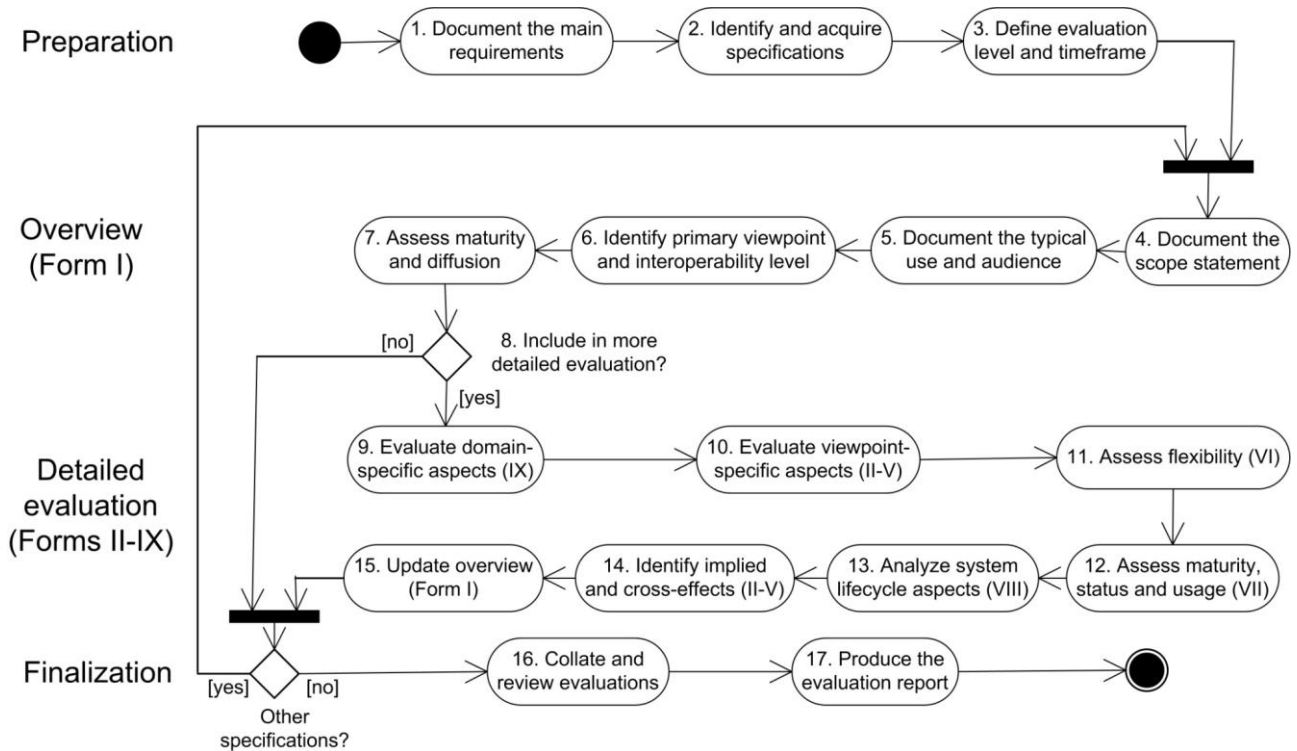 Preparation
1. Document the main
requirements
2. Identify and acquire
specifications
3. Define evaluation
level and timeframe
Overview
(Form I)
7. Assess maturity
and diffusion
6. Identify primary viewpoint
and interoperability level
5. Document the typical
use and audience
4. Document the
scope statement
[no]
8. Include in more
detailed evaluation?
[yes]
Detailed
evaluation
(Forms II-IX)
9. Evaluate domain-
specific aspects (IX)
10. Evaluate viewpoint-
specific aspects (II-V)
11. Assess flexibility (VI)
15. Update overview
(Form I)
14. Identify implied
and cross-effects (II-V)
13. Analyze system
lifecycle aspects (VIII)
12. Assess maturity,
status and usage (VII)
Finalization
[yes]
[no]
Other
specifications?
16. Collate and
review evaluations
17. Produce the
evaluation report